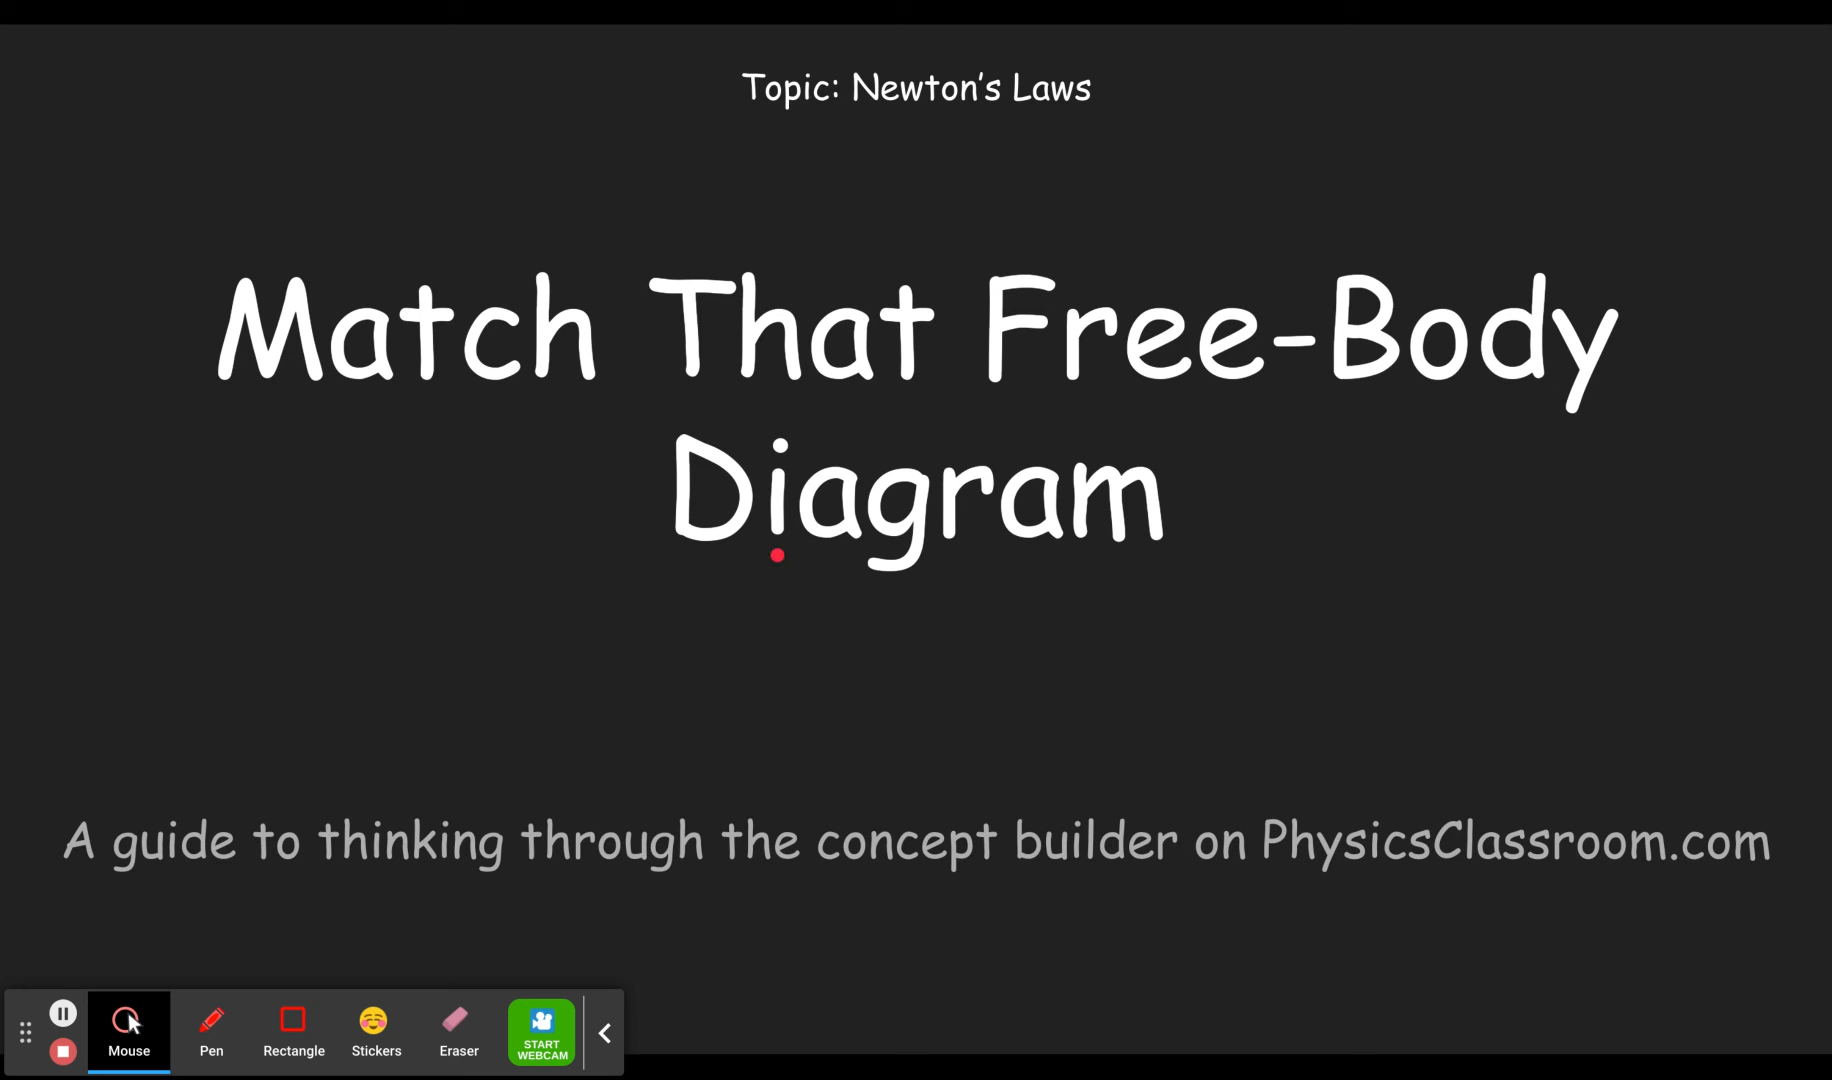 Topic: Newton's Laws
Match That Free-Body
Diagram
A guide to thinking through the concept builder on PhysicsClassroom.com
Mouse
Pen
Rectangle
Stickers
Eraser
START
WEBCAM